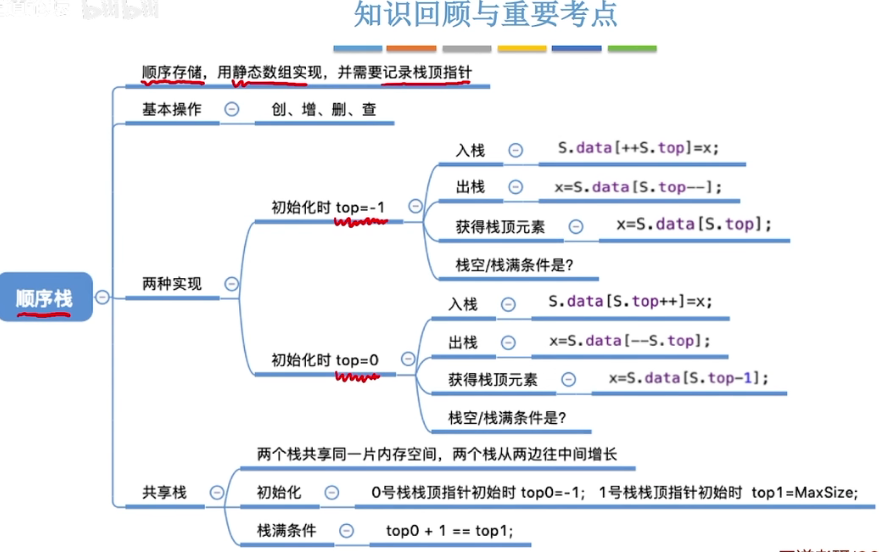 知识回顾与重要考点
顺序存储，用静态数组实现，并需要记录栈顶指针
基本操作 创、增、删、查
入栈 S.data[++S.top]=x;
出栈 x=S.data[S.top--];
初始化时 top=-1
获得栈顶元素 x=S.data[S.top];
栈空/栈满条件是?
两种实现
顺序栈
入栈 S.data[S.top++]=x;
出栈 x=S.data[--S.top];
初始化时 top=0
获得栈顶元素 x=S.data[S.top-1];
栈空/栈满条件是?
两个栈共享同一片内存空间，两个栈从两边往中间增长
共享栈 初始化 0号栈栈顶指针初始时 top0=-1; 1号栈栈顶指针初始时 top1=MaxSize;
栈满条件 top0 + 1 == top1;